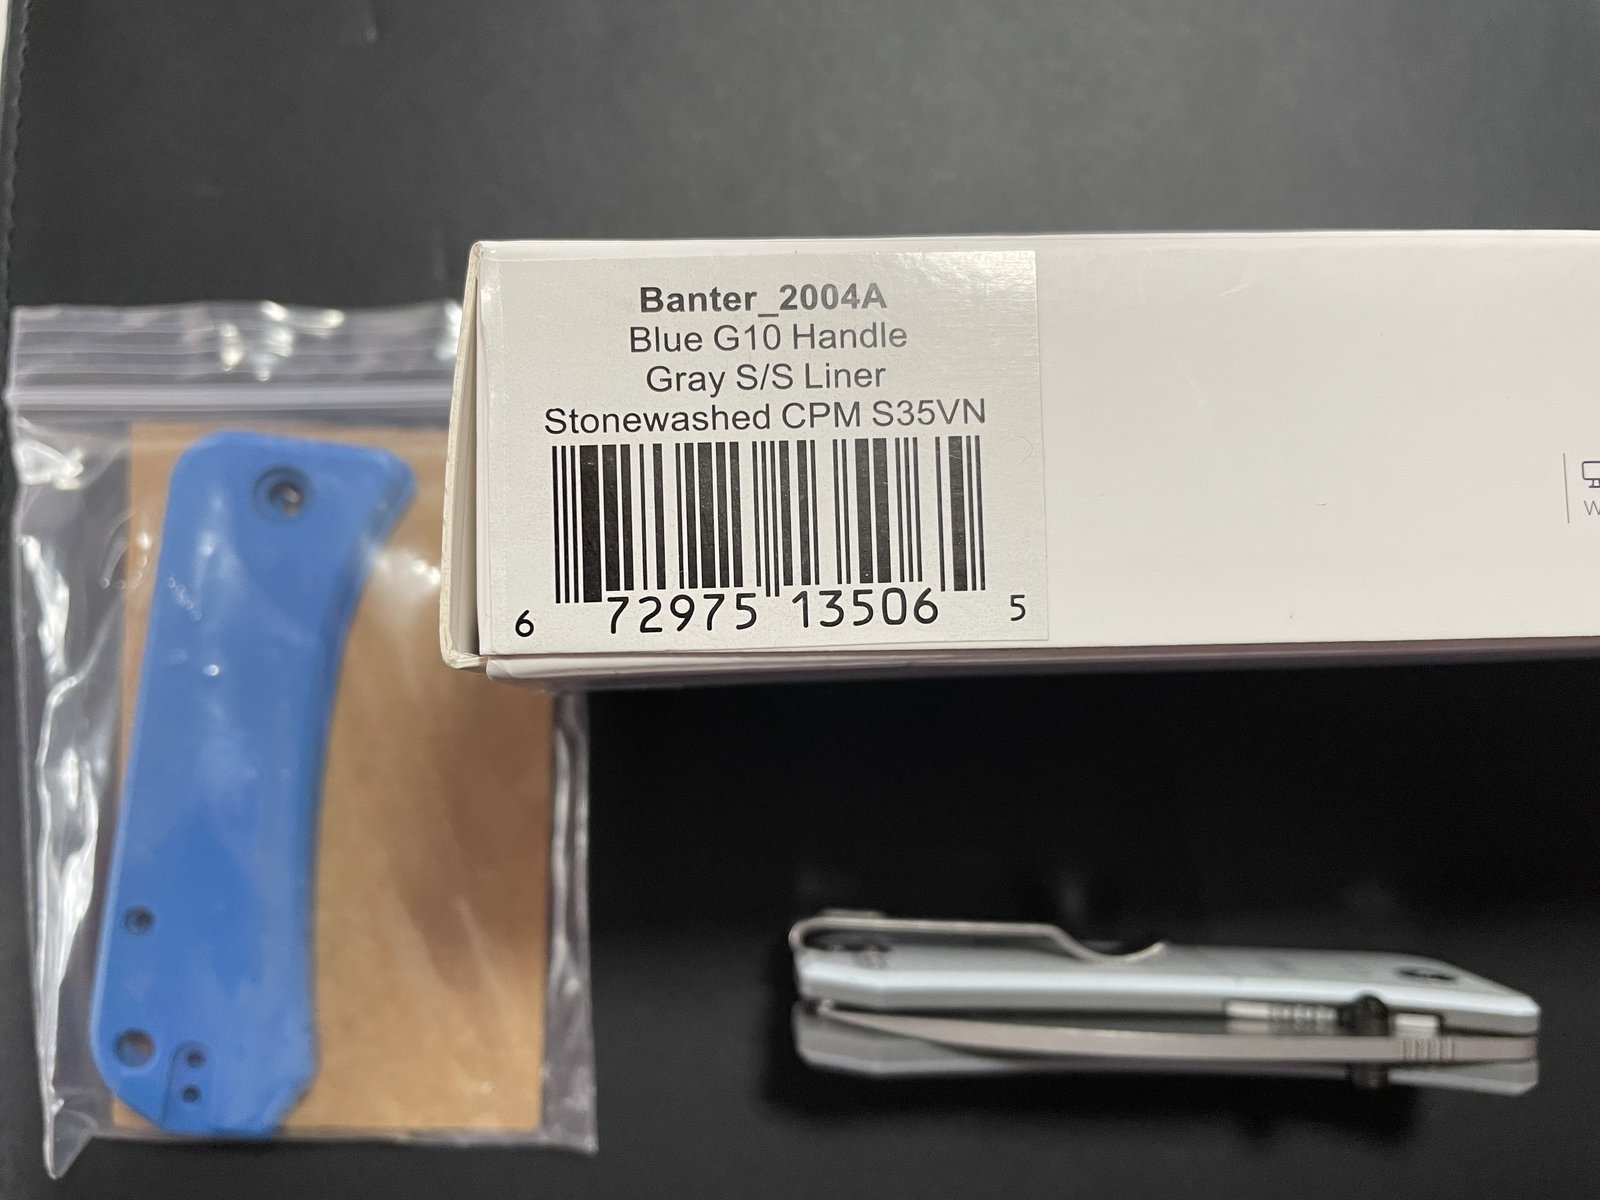 Banter_2004A
Blue G10 Handle
Gray S/S Liner
Stonewashed CPM S35VN
6 72975 13506 5